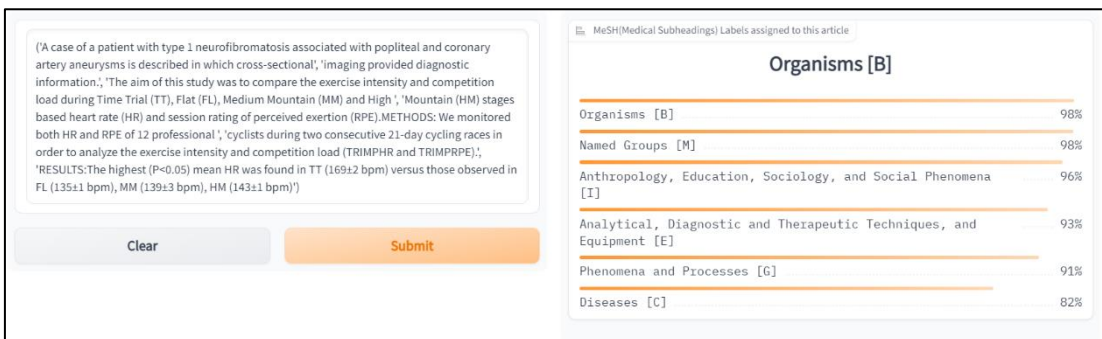 ('A case of a patient with type 1 neurofibromatosis associated with popliteal and coronary
artery aneurysms is described in which cross-sectional', 'imaging provided diagnostic
information.', 'The aim of this study was to compare the exercise intensity and competition
load during Time Trial (TT), Flat (FL), Medium Mountain (MM) and High ', 'Mountain (HM) stages
based heart rate (HR) and session rating of perceived exertion (RPE).METHODS: We monitored
both HR and RPE of 12 professional ', 'cyclists during two consecutive 21-day cycling races in
order to analyze the exercise intensity and competition load (TRIMPHR and TRIMPRPE).',
'RESULTS:The highest (P<0.05) mean HR was found in TT (169±2 bpm) versus those observed in
FL (135±1 bpm), MM (139±3 bpm), HM (143±1 bpm)')
Clear
Submit
MeSH(Medical Subheadings) Labels assigned to this article
Organisms [B]
Organisms [B] 98%
Named Groups [M] 98%
Anthropology, Education, Sociology, and Social Phenomena 96%
[I]
Analytical, Diagnostic and Therapeutic Techniques, and 93%
Equipment [E]
Phenomena and Processes [G] 91%
Diseases [C] 82%